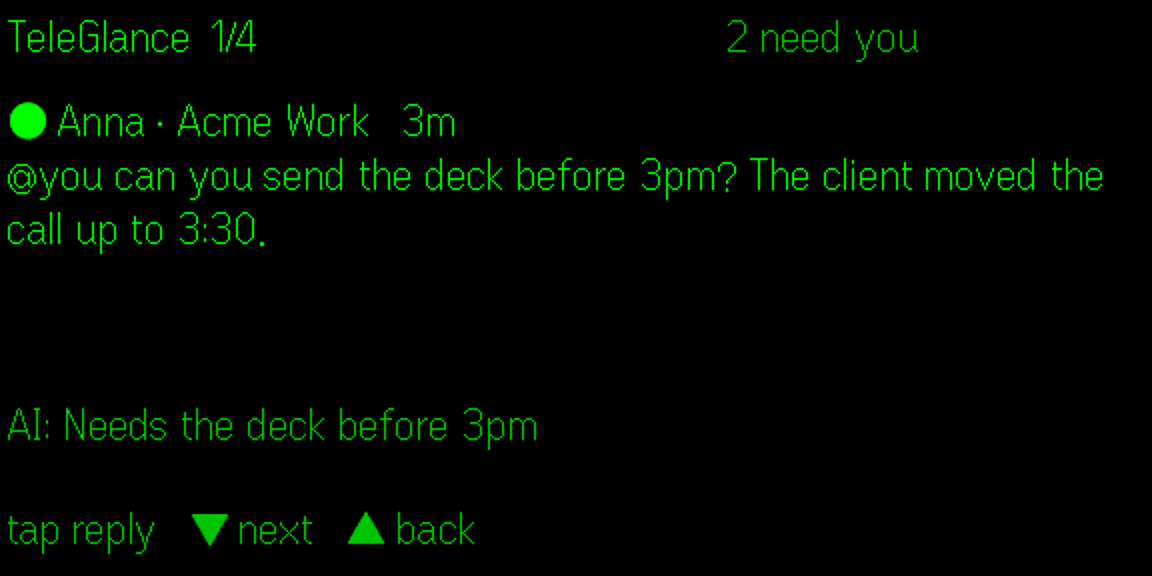 TeleGlance 1/4 2 need you
Anna · Acme Work 3m
@you can you send the deck before 3pm? The client moved the
call up to 3:30.
AI: Needs the deck before 3pm
tap reply ▼ next ▲ back